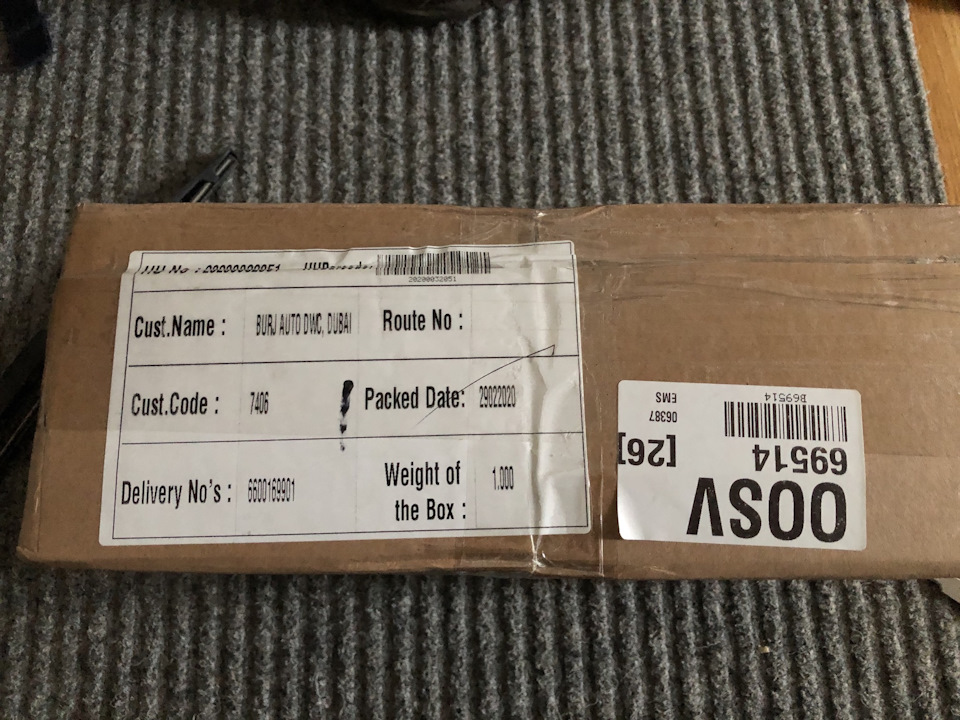 20200032051
Cust.Name : BURJ AUTO DWC, DUBAI Route No :
Cust.Code : 7406 Packed Date: 29022020
Delivery No's : 6600169901 Weight of the Box : 1.000
OOSV
69514 [26]
06387
B69514 EMS